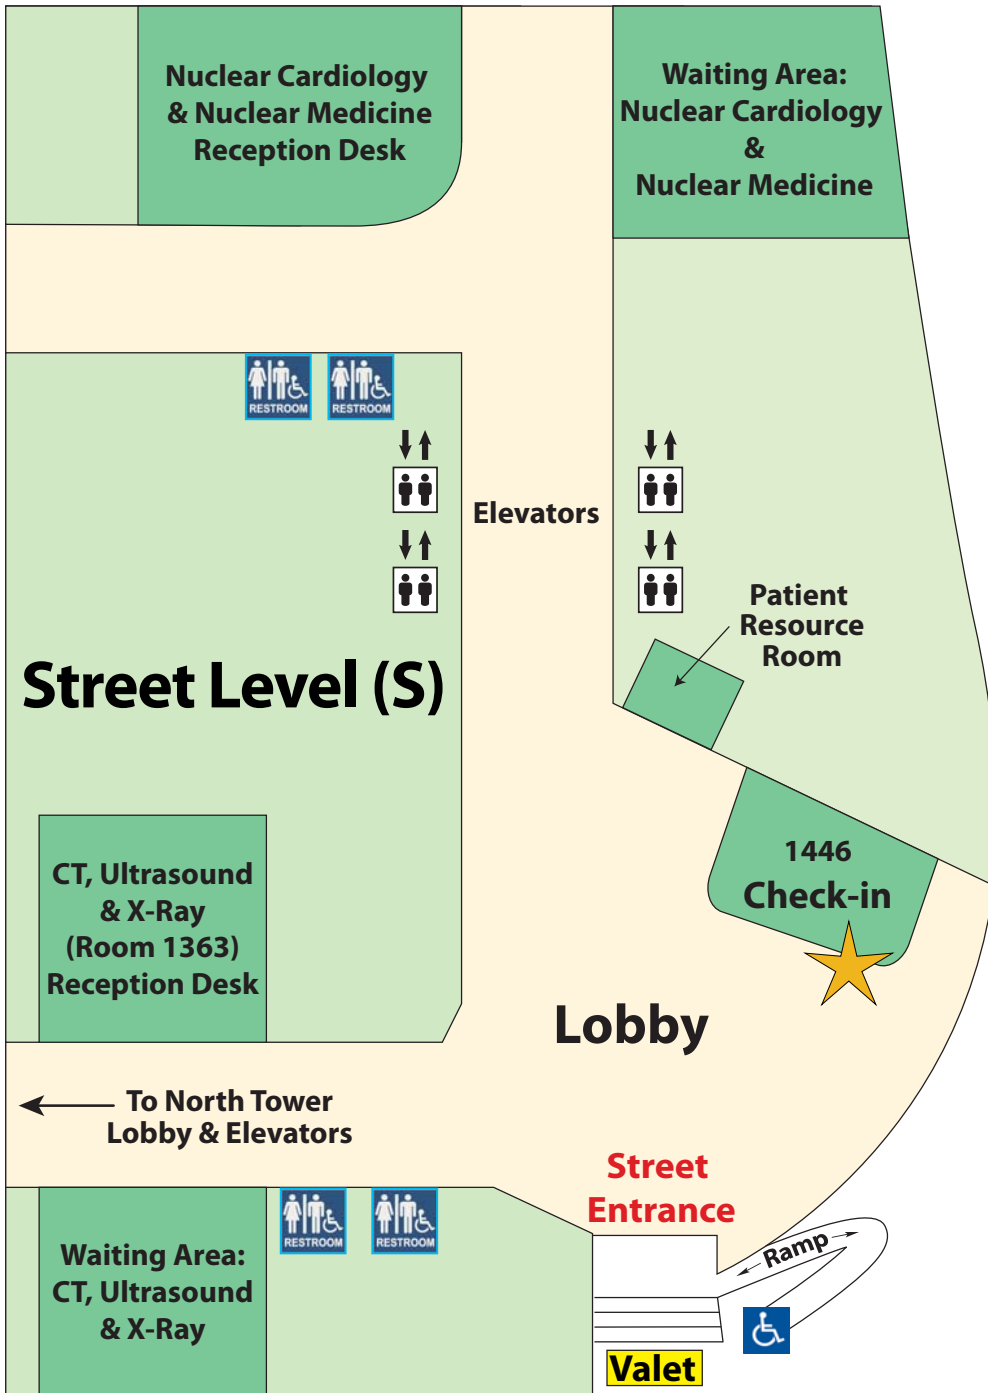 Nuclear Cardiology
& Nuclear Medicine
Reception Desk
Waiting Area:
Nuclear Cardiology
&
Nuclear Medicine
RESTROOM
RESTROOM
Elevators
Patient
Resource
Room
Street Level (S)
1446
Check-in
CT, Ultrasound
& X-Ray
(Room 1363)
Reception Desk
Lobby
To North Tower
Lobby & Elevators
Street
Entrance
RESTROOM
RESTROOM
Waiting Area:
CT, Ultrasound
& X-Ray
Ramp
Valet